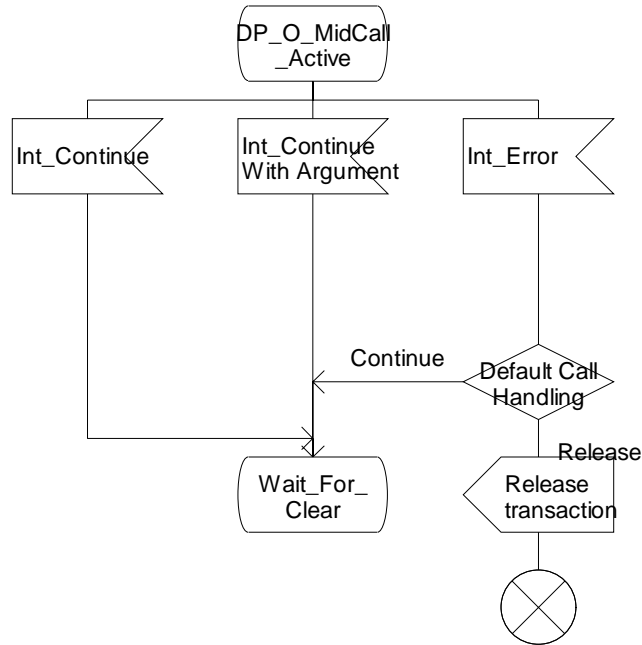 DP_O_MidCall
_Active
Int_Continue
Int_Continue
With Argument
Int_Error
Continue
Default Call
Handling
Release
Wait_For_
Clear
Release
transaction